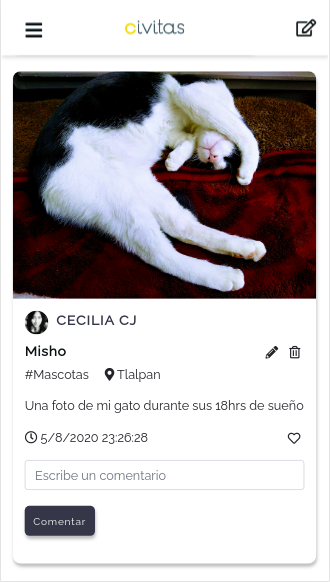 civitas
CECILIA CJ
Misho
#Mascotas Tlalpan
Una foto de mi gato durante sus 18hrs de sueño
5/8/2020 23:26:28
Escribe un comentario
Comentar